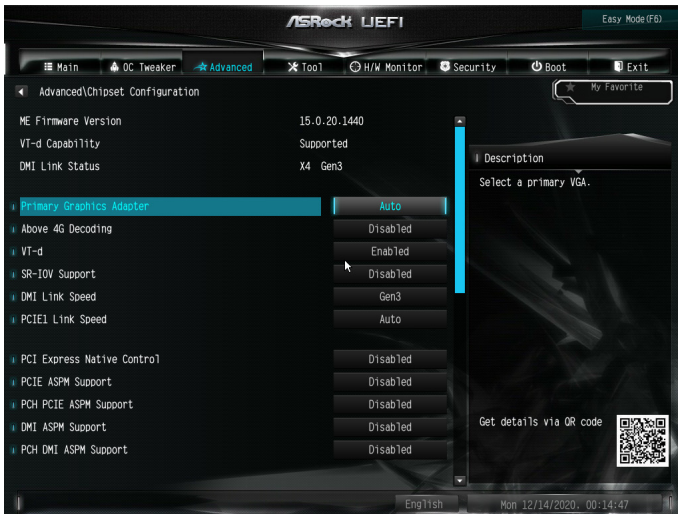 ASRock UEFI
Easy Mode(F6)
Main OC Tweaker Advanced Tool H/W Monitor Security Boot Exit
Advanced\Chipset Configuration
My Favorite
ME Firmware Version 15.0.20.1440
VT-d Capability Supported
DMI Link Status X4 Gen3
Description
Select a primary VGA.
Primary Graphics Adapter Auto
Above 4G Decoding Disabled
VT-d Enabled
SR-IOV Support Disabled
DMI Link Speed Gen3
PCIE1 Link Speed Auto
PCI Express Native Control Disabled
PCIE ASPM Support Disabled
PCH PCIE ASPM Support Disabled
DMI ASPM Support Disabled
PCH DMI ASPM Support Disabled
Get details via QR code
English
Mon 12/14/2020. 00:14:47